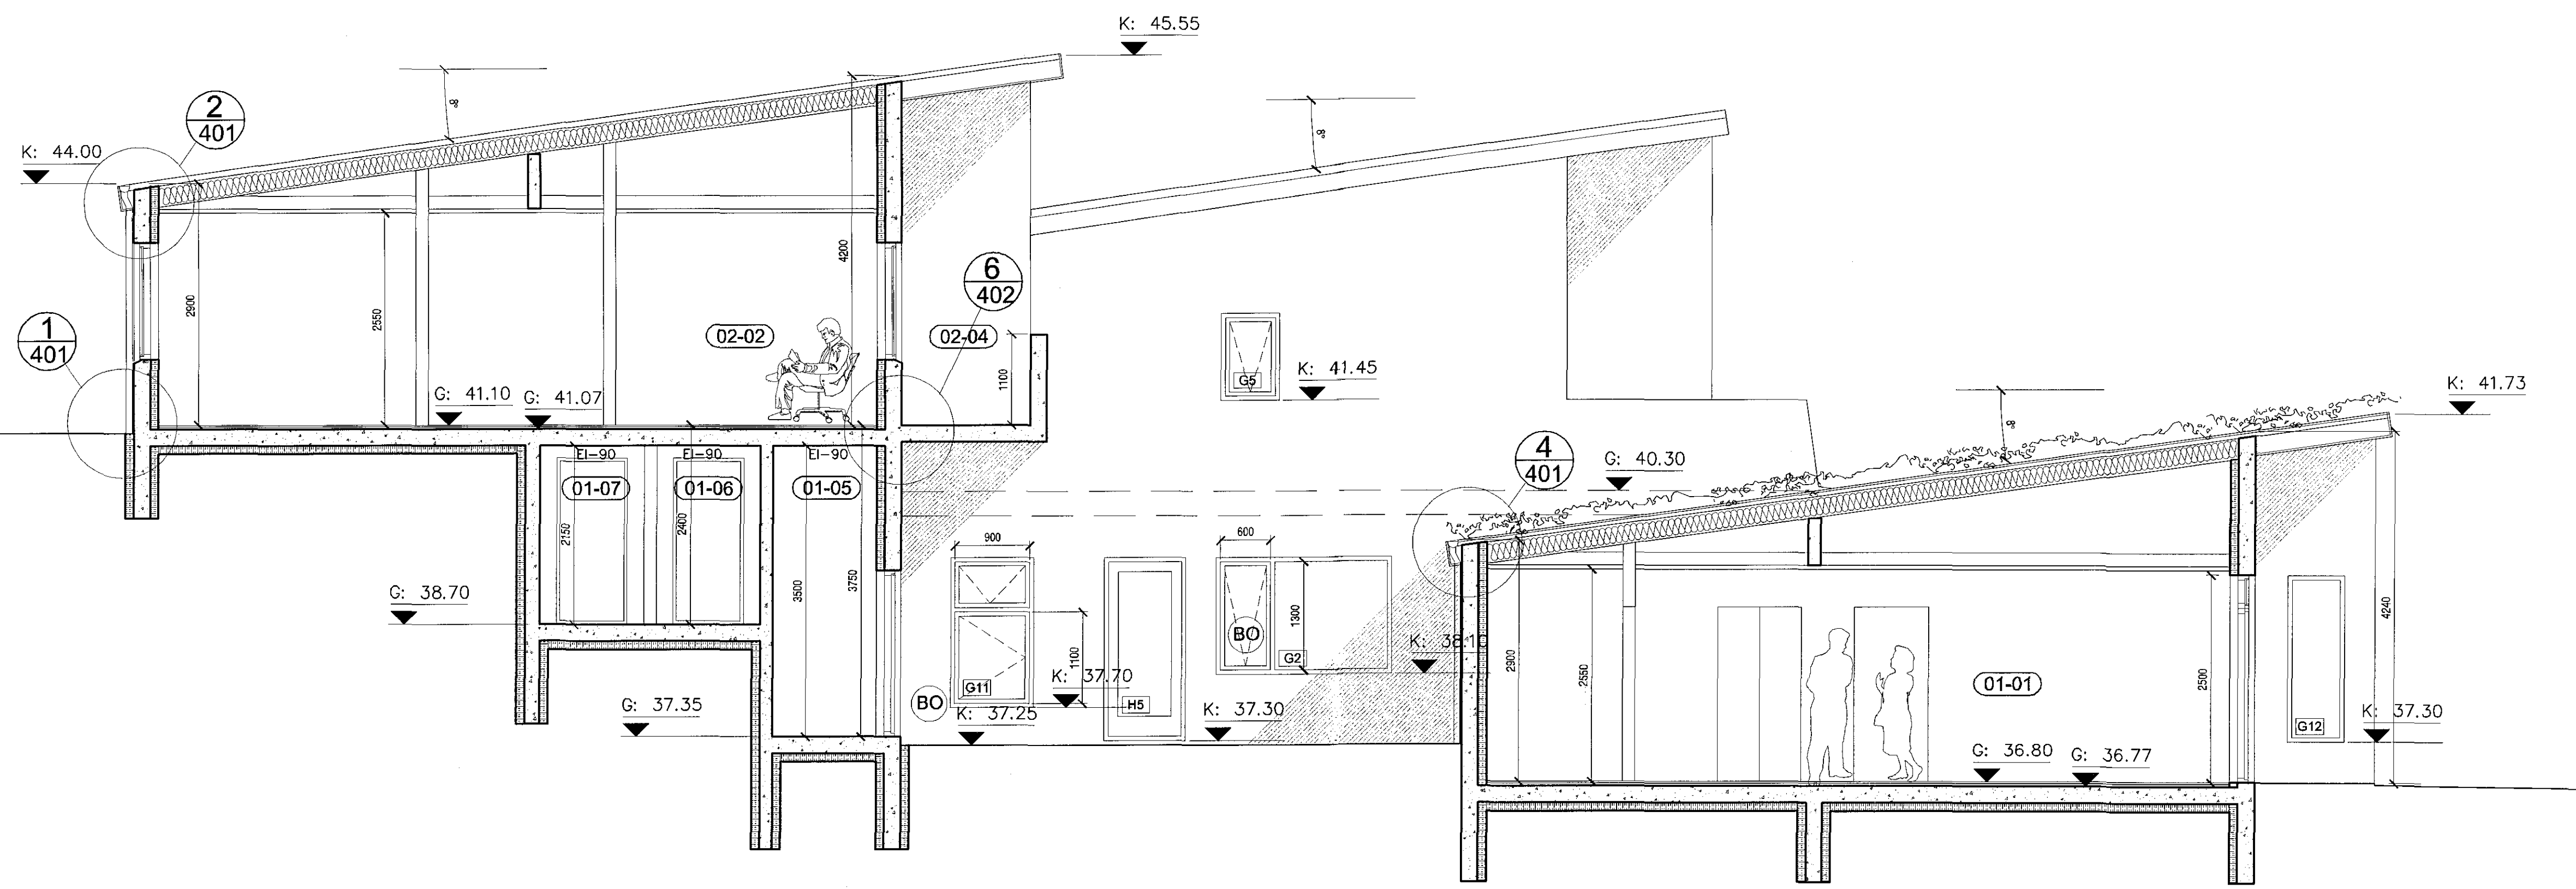 K: 45.55
8°
8°
2
401
K: 44.00
4200
6
402
2900
2550
1
401
02-02
02-04
1100
G5
K: 41.45
K: 41.73
8°
G: 41.10
G: 41.07
4
401
G: 40.30
EI-90
EI-90
EI-90
01-07
01-06
01-05
2150
2400
900
600
G: 38.70
3500
3750
1300
BO
G2
K: 38.10
2900
2550
2500
4240
1100
01-01
G11
BO
K: 37.70
H5
G: 37.35
K: 37.25
K: 37.30
G12
K: 37.30
G: 36.80
G: 36.77